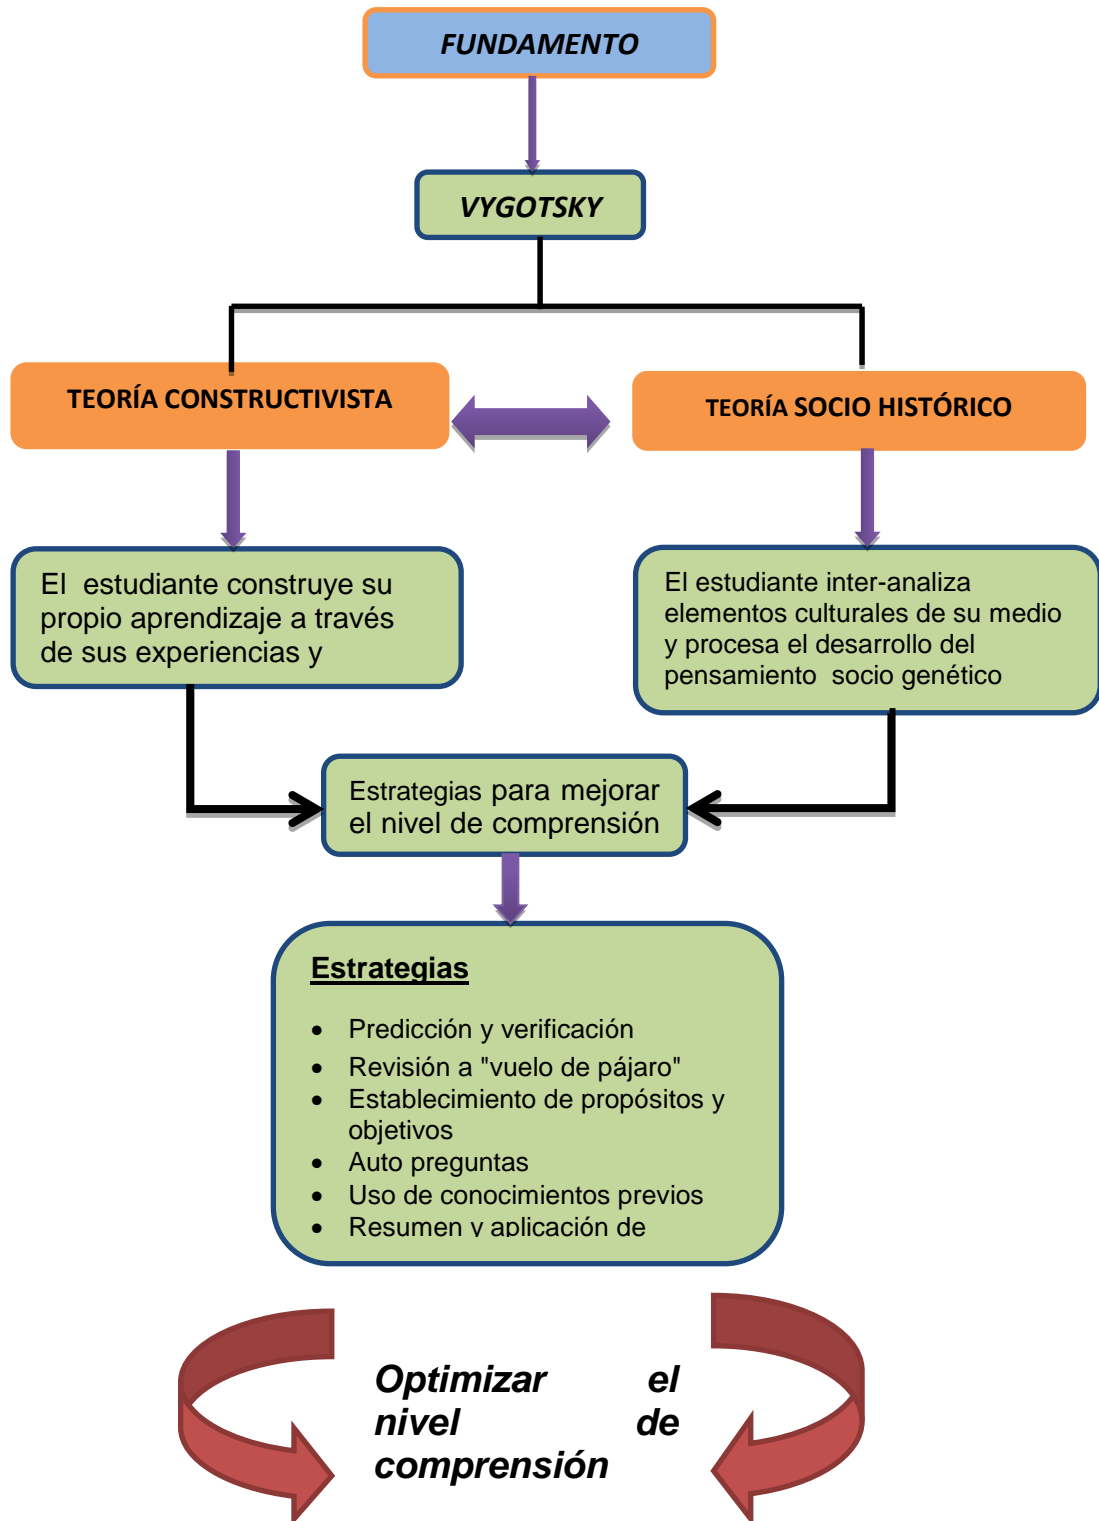 FUNDAMENTO
VYGOTSKY
TEORÍA CONSTRUCTIVISTA
TEORÍA SOCIO HISTÓRICO
El estudiante construye su
propio aprendizaje a través
de sus experiencias y
El estudiante inter-analiza
elementos culturales de su medio
y procesa el desarrollo del
pensamiento socio genético
Estrategias para mejorar
el nivel de comprensión
Estrategias
• Predicción y verificación
• Revisión a "vuelo de pájaro"
• Establecimiento de propósitos y
objetivos
• Auto preguntas
• Uso de conocimientos previos
• Resumen y aplicación de
Optimizar el
nivel de
comprensión